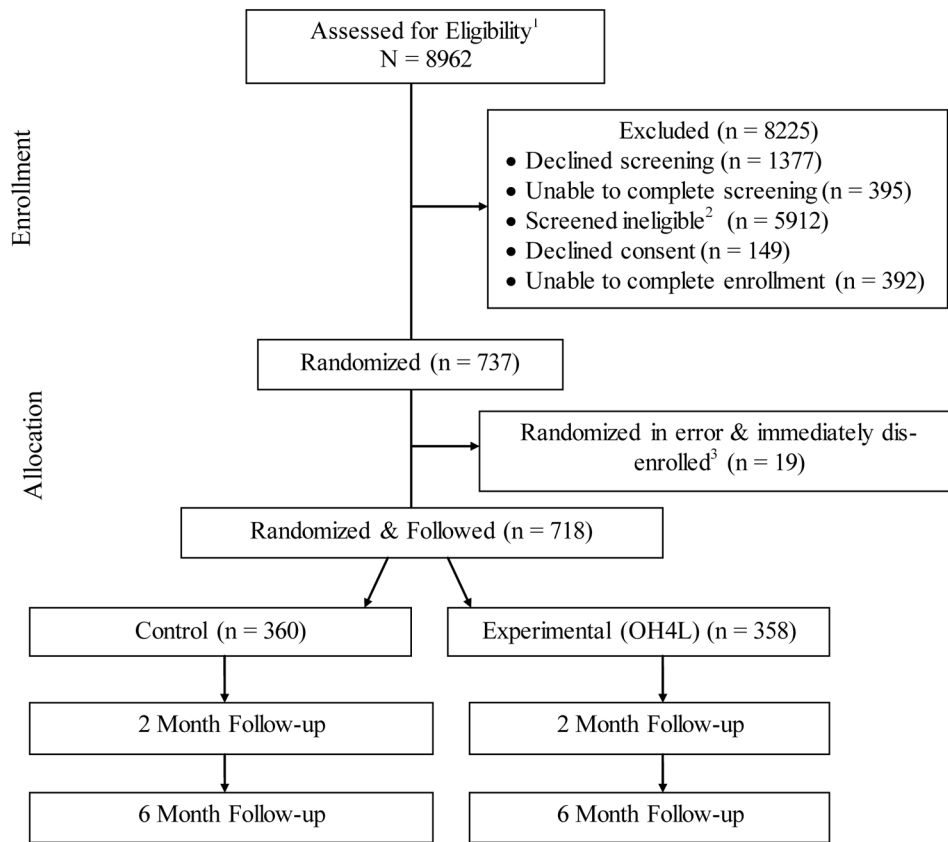 Assessed for Eligibility¹
N = 8962
Enrollment
Excluded (n = 8225)
• Declined screening (n = 1377)
• Unable to complete screening (n = 395)
• Screened ineligible² (n = 5912)
• Declined consent (n = 149)
• Unable to complete enrollment (n = 392)
Randomized (n = 737)
Allocation
Randomized in error & immediately dis-
enrolled³ (n = 19)
Randomized & Followed (n = 718)
Control (n = 360)
Experimental (OH4L) (n = 358)
2 Month Follow-up
2 Month Follow-up
6 Month Follow-up
6 Month Follow-up